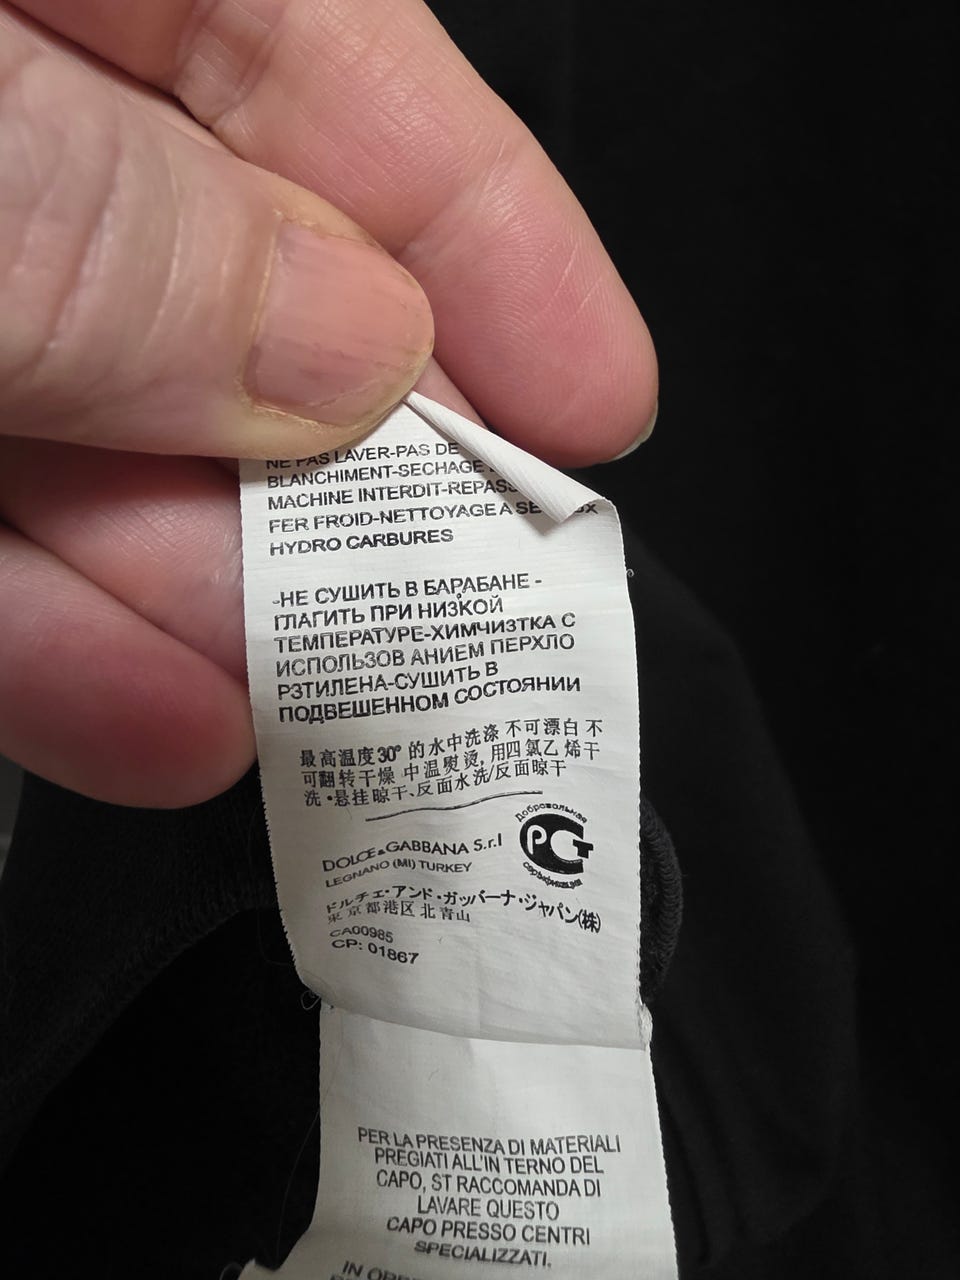 NE PAS LAVER-PAS DE
BLANCHIMENT-SECHAGE
MACHINE INTERDIT-REPASS
FER FROID-NETTOYAGE A SE
HYDRO CARBURES
-НЕ СУШИТЬ В БАРАБАНЕ -
ГЛАГИТЬ ПРИ НИЗКОЙ
ТЕМПЕРАТУРЕ-ХИМЧИЗТКА С
ИСПОЛЬЗОВ АНИЕМ ПЕРХЛО
РЗТИЛЕНА-СУШИТЬ В
ПОДВЕШЕННОМ СОСТОЯНИИ
最高温度30° 的水中洗涤 不可漂白 不
可翻转干燥 中温熨烫, 用四氯乙 烯干
洗 •悬挂晾干、反面水洗/反面晾干
Добровольная
РСТ
сертификация
DOLCE&GABBANA S.r.l
LEGNANO (MI) TURKEY
ドルチェ・アンド・ガッバーナ・ジャパン(株)
東京都港区北青山
CA00985
CP: 01867
PER LA PRESENZA DI MATERIALI
PREGIATI ALL'IN TERNO DEL
CAPO, ST RACCOMANDA DI
LAVARE QUESTO
CAPO PRESSO CENTRI
SPECIALIZZATI.